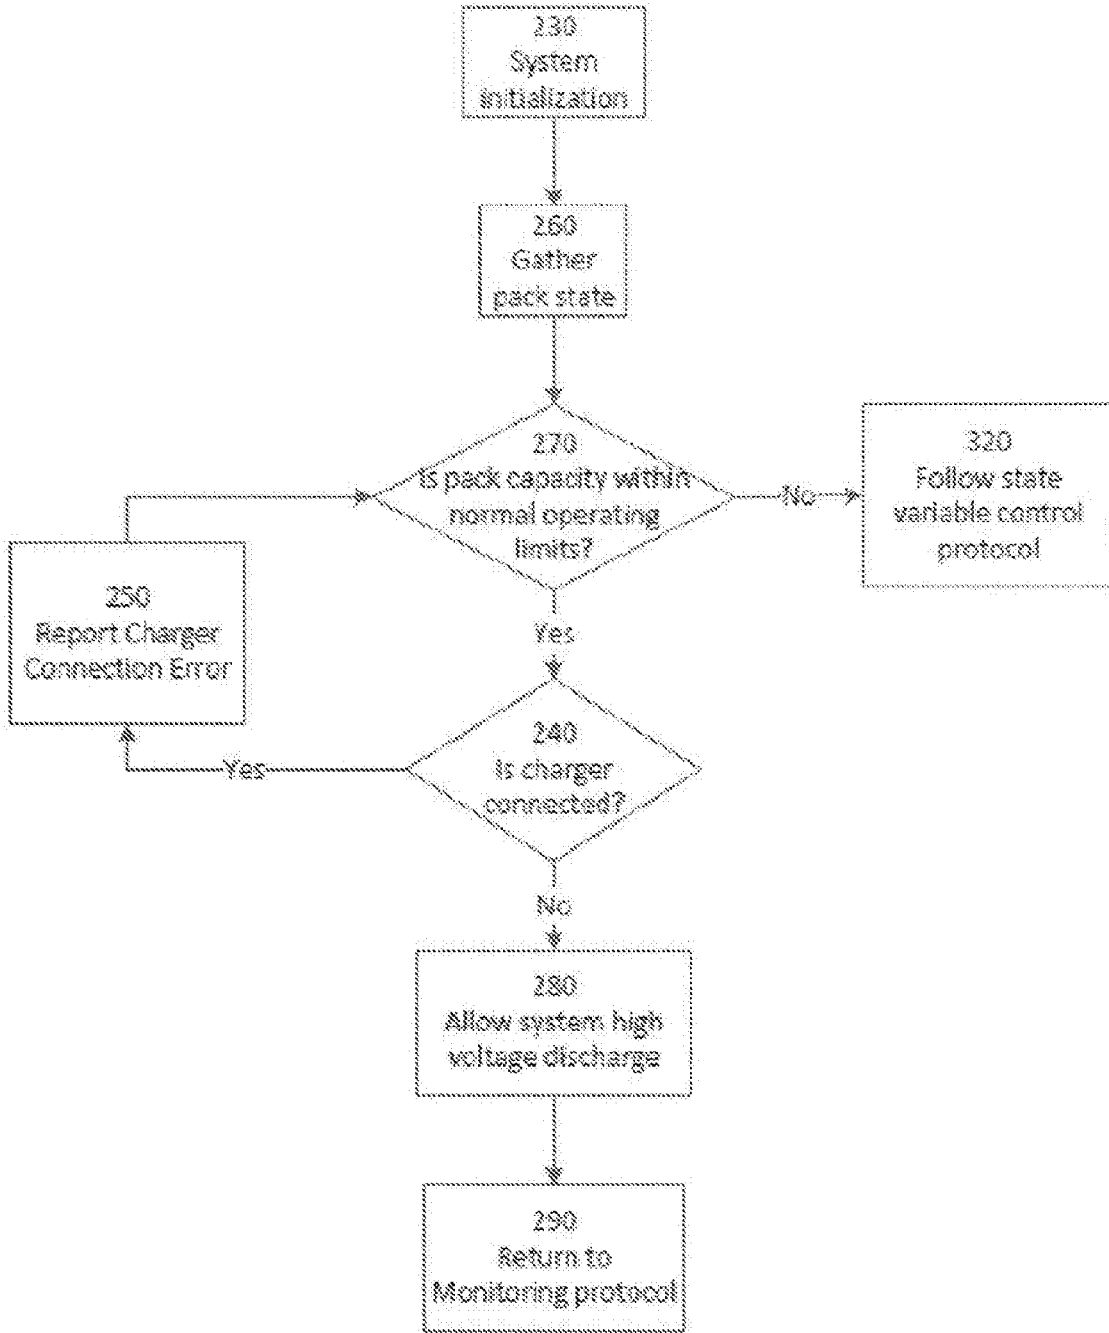 230
System
initialization
260
Gather
pack state
270
Is pack capacity within
normal operating
limits?
No
320
Follow state
variable control
protocol
250
Report Charger
Connection Error
Yes
240
Is charger
connected?
Yes
No
280
Allow system high
voltage discharge
290
Return to
Monitoring protocol